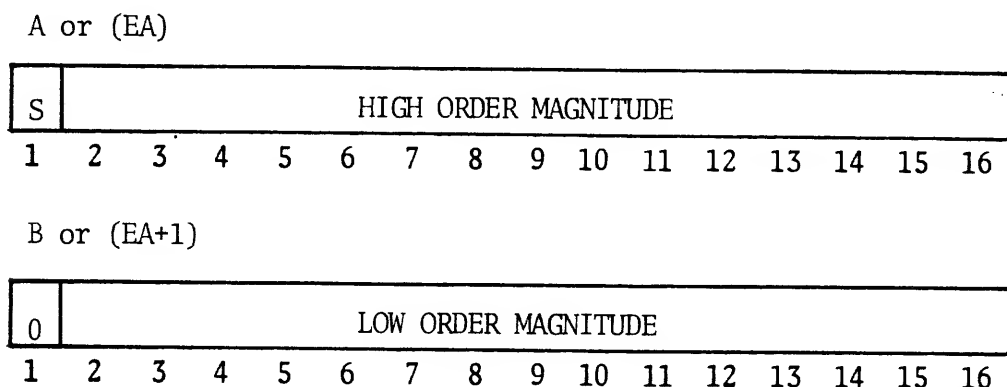 A or (EA)
S HIGH ORDER MAGNITUDE
1 2 3 4 5 6 7 8 9 10 11 12 13 14 15 16
B or (EA+1)
0 LOW ORDER MAGNITUDE
1 2 3 4 5 6 7 8 9 10 11 12 13 14 15 16